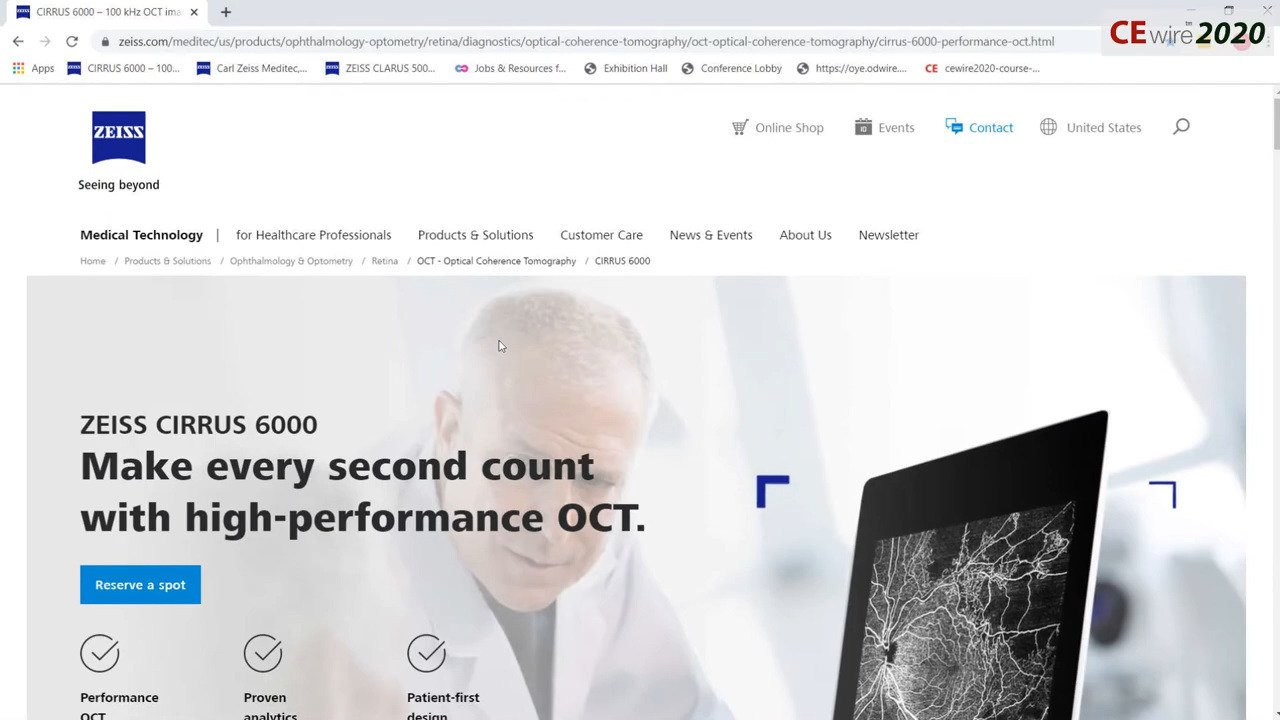 CIRRUS 6000 – 100 kHz OCT ima
CEwire™2020
zeiss.com/meditec/us/products/ophthalmology-optometry/retina/diagnostics/optical-coherence-tomography/oct-optical-coherence-tomography/cirrus-6000-performance-oct.html
Apps CIRRUS 6000 – 100... Carl Zeiss Meditec,... ZEISS CLARUS 500... Jobs & Resources f... Exhibition Hall Conference Lobby https://oye.odwire.... CE cewire2020-course-...
ZEISS
Seeing beyond
Online Shop Events Contact United States
Medical Technology | for Healthcare Professionals Products & Solutions Customer Care News & Events About Us Newsletter
Home / Products & Solutions / Ophthalmology & Optometry / Retina / OCT - Optical Coherence Tomography / CIRRUS 6000
ZEISS CIRRUS 6000
Make every second count
with high-performance OCT.
Reserve a spot
Performance
OCT
Proven
analytics
Patient-first
design